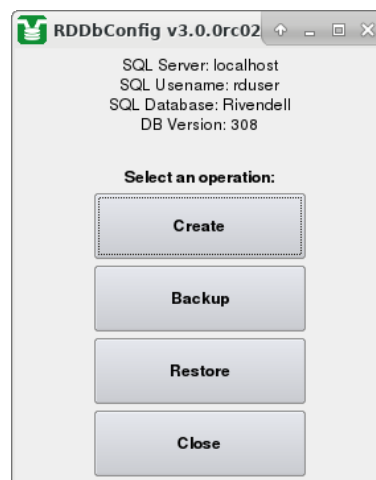 RDDbConfig v3.0.0rc02
SQL Server: localhost
SQL Usename: rduser
SQL Database: Rivendell
DB Version: 308
Select an operation:
Create
Backup
Restore
Close